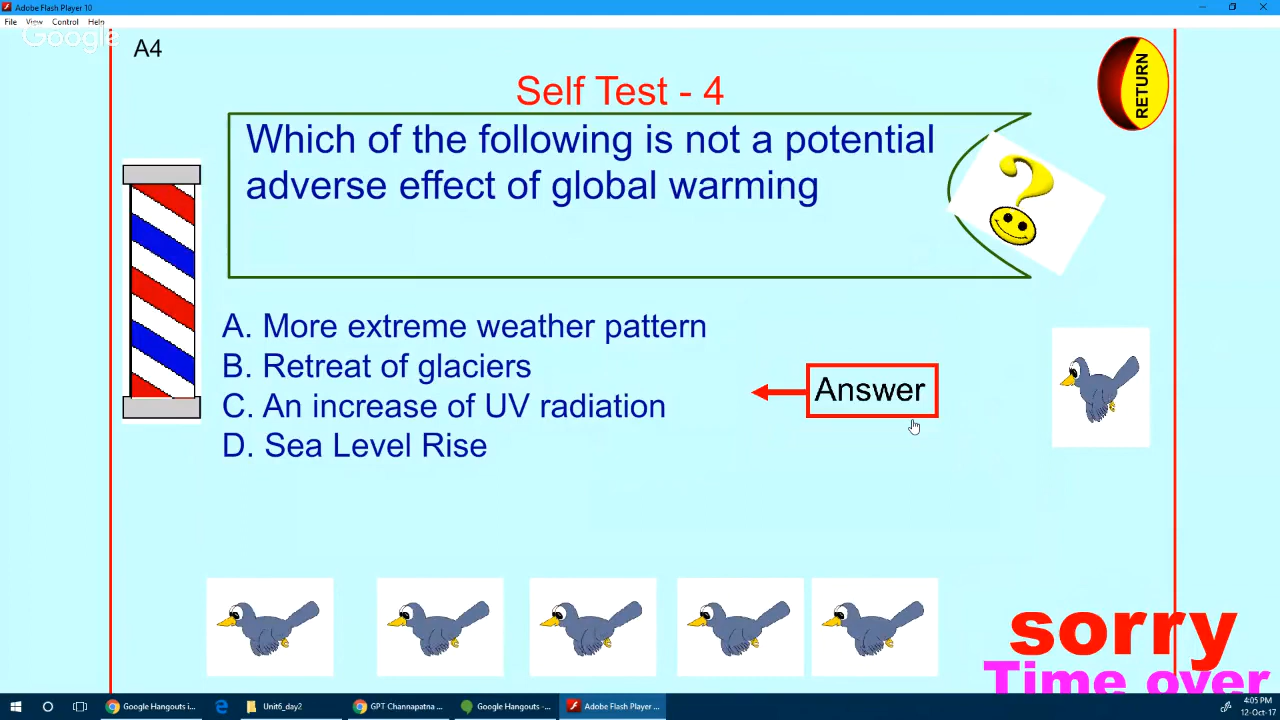 Adobe Flash Player 10
File View Control Help
Google
A4
RETURN
Self Test - 4
Which of the following is not a potential
adverse effect of global warming
?
A. More extreme weather pattern
B. Retreat of glaciers
C. An increase of UV radiation
D. Sea Level Rise
Answer
sorry
Time over
Google Hangouts i...
Unit6_day2
GPT Channapatna ...
Google Hangouts -...
Adobe Flash Player ...
4:05 PM
12-Oct-17